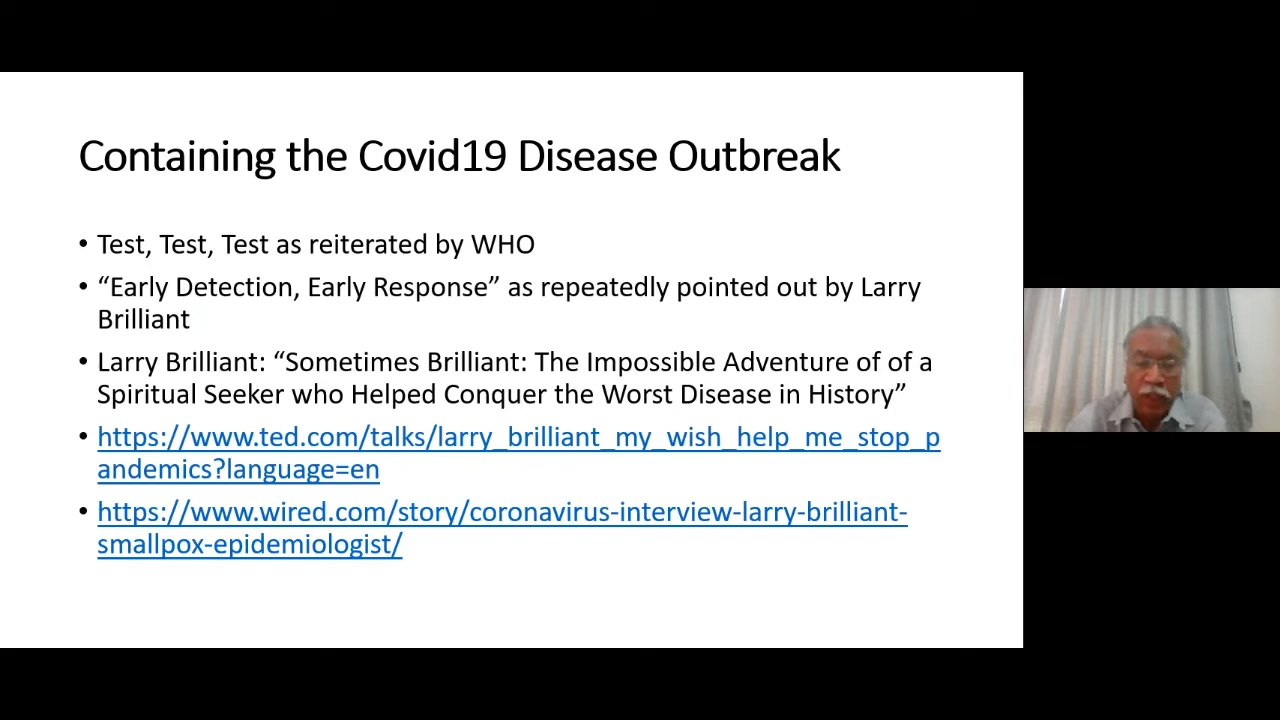 Containing the Covid19 Disease Outbreak
• Test, Test, Test as reiterated by WHO
• “Early Detection, Early Response” as repeatedly pointed out by Larry
Brilliant
• Larry Brilliant: “Sometimes Brilliant: The Impossible Adventure of of a
Spiritual Seeker who Helped Conquer the Worst Disease in History”
• https://www.ted.com/talks/larry_brilliant_my_wish_help_me_stop_p
andemics?language=en
• https://www.wired.com/story/coronavirus-interview-larry-brilliant-
smallpox-epidemiologist/